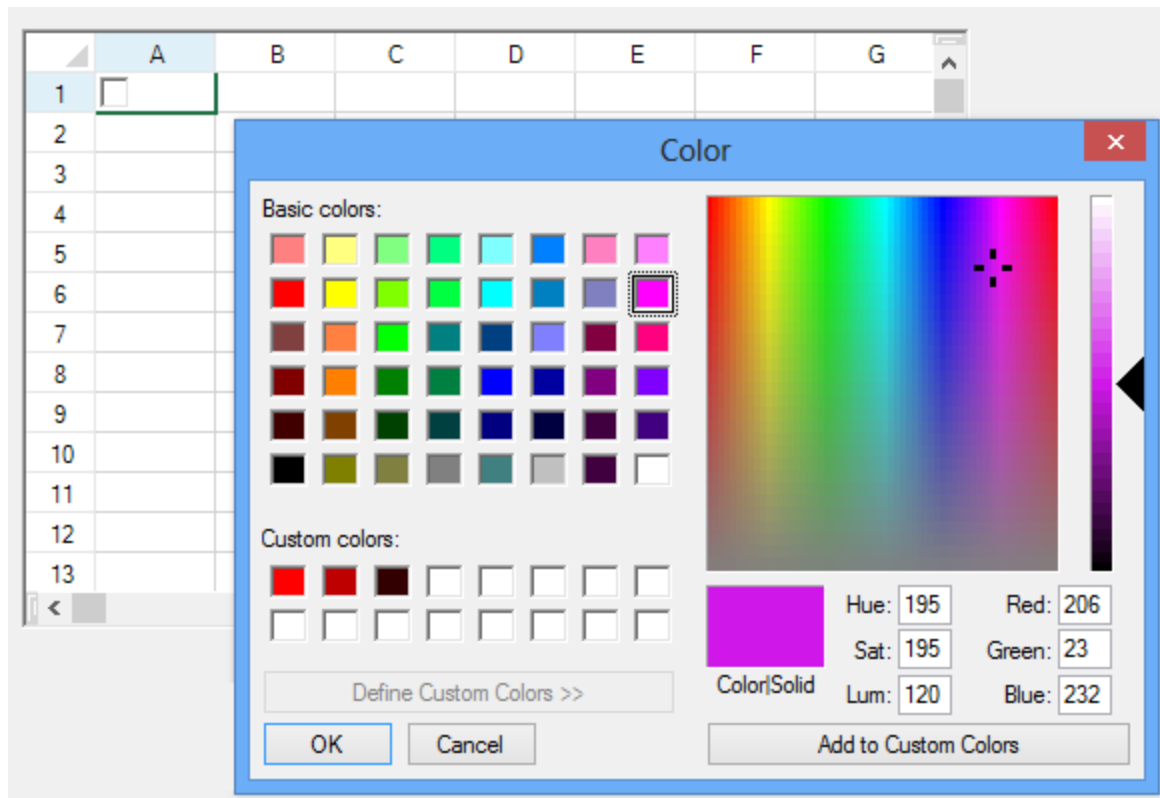 A B C D E F G
1
2
Color
3
4
5
6
7
8
9
10
11
12
13
Basic colors:
Custom colors:
Define Custom Colors >>
OK Cancel
Color|Solid
Hue: 195 Red: 206
Sat: 195 Green: 23
Lum: 120 Blue: 232
Add to Custom Colors